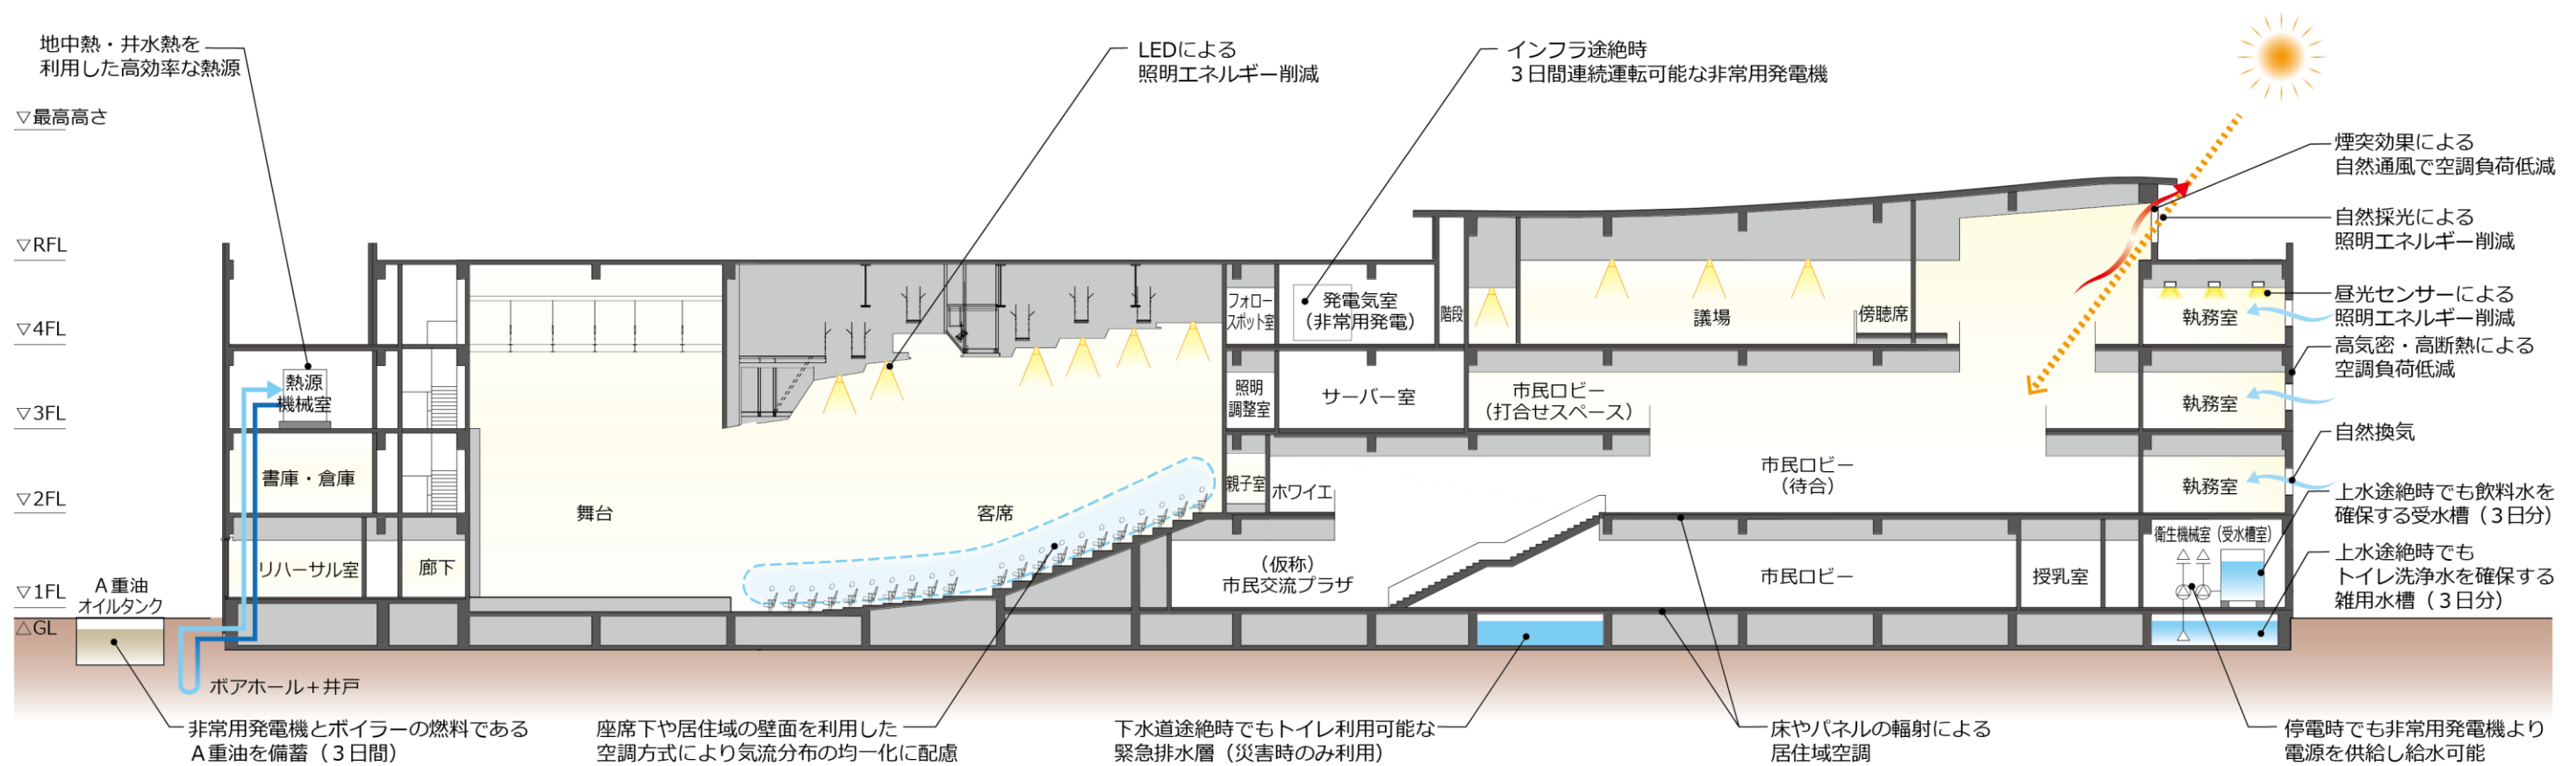 地中熱・井水熱を
利用した高効率な熱源
LEDによる
照明エネルギー削減
インフラ途絶時
３日間連続運転可能な非常用発電機
▽最高高さ
煙突効果による
自然通風で空調負荷低減
自然採光による
照明エネルギー削減
昼光センサーによる
照明エネルギー削減
高気密・高断熱による
空調負荷低減
自然換気
上水途絶時でも飲料水を
確保する受水槽（３日分）
上水途絶時でも
トイレ洗浄水を確保する
雑用水槽（３日分）
▽RFL
▽4FL
▽3FL
▽2FL
▽1FL
△GL
フォロー
スポット室
発電気室
（非常用発電）
階段
議場
傍聴席
執務室
熱源
機械室
照明
調整室
サーバー室
市民ロビー
（打合せスペース）
執務室
書庫・倉庫
舞台
客席
親子室
ホワイエ
市民ロビー
（待合）
執務室
リハーサル室
廊下
（仮称）
市民交流プラザ
市民ロビー
授乳室
衛生機械室（受水槽室）
Ａ重油
オイルタンク
ボアホール＋井戸
非常用発電機とボイラーの燃料である
Ａ重油を備蓄（３日間）
座席下や居住域の壁面を利用した
空調方式により気流分布の均一化に配慮
下水道途絶時でもトイレ利用可能な
緊急排水層（災害時のみ利用）
床やパネルの輻射による
居住域空調
停電時でも非常用発電機より
電源を供給し給水可能